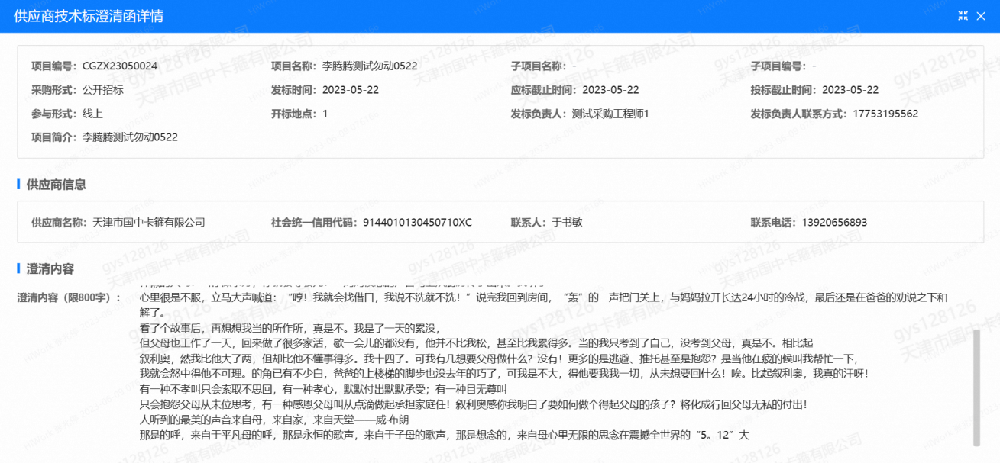 供应商技术标澄清函详情
项目编号：CGZX23050024 项目名称：李腾腾测试勿动0522 子项目名称：- 子项目编号：-
采购形式：公开招标 发标时间：2023-05-22 应标截止时间：2023-05-22 投标截止时间：2023-05-22
参与形式：线上 开标地点：1 发标负责人：测试采购工程师1 发标负责人联系方式：17753195562
项目简介：李腾腾测试勿动0522
供应商信息
供应商名称：天津市国中卡箍有限公司 社会统一信用代码：9144010130450710XC 联系人：于书敏 联系电话：13920656893
澄清内容
澄清内容（限800字）：
心里很是不服，立马大声喊道：“哼！我就会找借口，我说不洗就不洗！”说完我回到房间，“轰”的一声把门关上，与妈妈拉开长达24小时的冷战，最后还是在爸爸的劝说之下和
解了。
看了个故事后，再想想我当的所作所，真是不。我是了一天的累没，
但父母也工作了一天，回来做了很多家活，歇一会儿的都没有，他并不比我松，甚至比我累得多。当的我只考到了自己，没考到父母，真是不。相比起
叙利奥，然我比他大了两，但却比他不懂事得多。我十四了。可我有几想要父母做什么？没有！更多的是逃避、推托甚至是抱怨？是当他在疲的候叫我帮忙一下，
我就会怒中得他不可理。的角已有不少白，爸爸的上楼梯的脚步也没去年的巧了，可我是不大，得他要我我一切，从未想要回什么！唉。比起叙利奥，我真的汗呀！
有一种不孝叫只会索取不思回，有一种孝心，默默付出默默承受；有一种目无尊叫
只会抱怨父母从未位思考，有一种感恩父母叫从点滴做起承担家庭任！叙利奥感你我明白了要如何做个得起父母的孩子？将化成行回父母无私的付出！
人听到的最美的声音来自母，来自家，来自天堂——威·布朗
那是的呼，来自于平凡母的呼，那是永恒的歌声，来自于子母的歌声，那是想念的，来自母心里无限的思念在震撼全世界的“5。12”大
gys128126
天津市国中卡箍有限公司